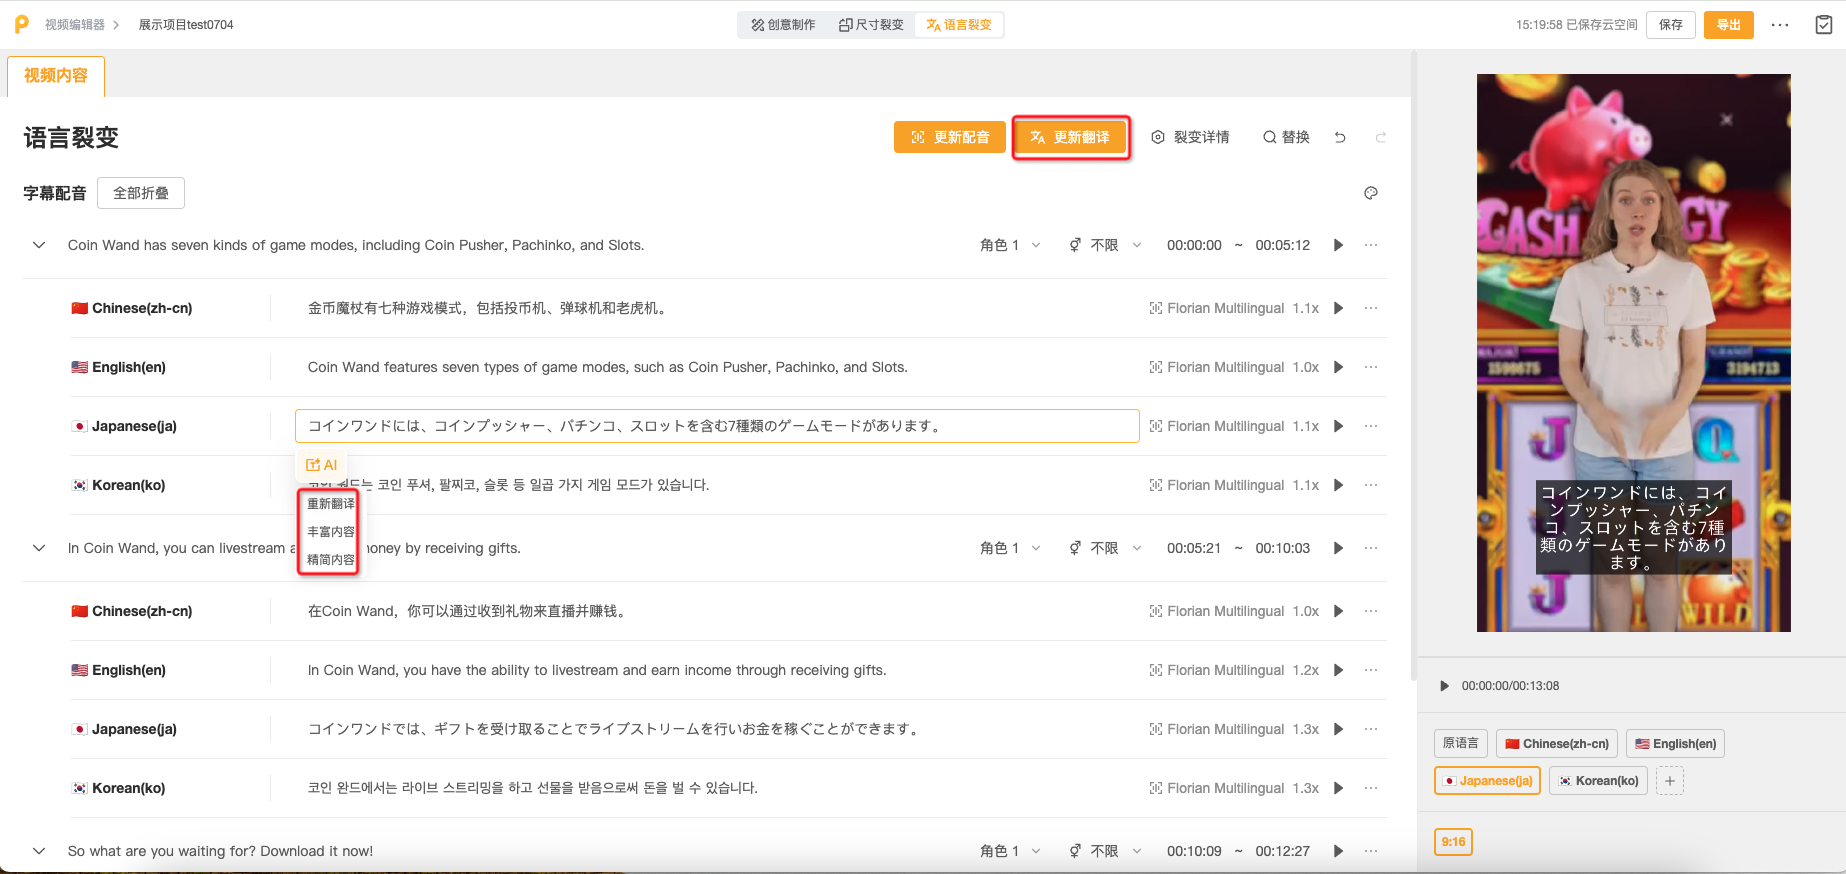 视频编辑器
展示项目test0704
创意制作
尺寸裂变
语言裂变
15:19:58 已保存云空间
保存
导出
视频内容
语言裂变
更新配音
更新翻译
裂变详情
替换
字幕配音
全部折叠
Coin Wand has seven kinds of game modes, including Coin Pusher, Pachinko, and Slots.
角色 1
不限
00:00:00 ~ 00:05:12
Chinese(zh-cn)
金币魔杖有七种游戏模式，包括投币机、弹球机和老虎机。
Florian Multilingual 1.1x
English(en)
Coin Wand features seven types of game modes, such as Coin Pusher, Pachinko, and Slots.
Florian Multilingual 1.0x
Japanese(ja)
コインワンドには、コインプッシャー、パチンコ、スロットを含む7種類のゲームモードがあります。
Florian Multilingual 1.1x
AI
Korean(ko)
코인 푸셔, 팔찌코, 슬롯 등 일곱 가지 게임 모드가 있습니다.
Florian Multilingual 1.1x
重新翻译
丰富内容
精简内容
In Coin Wand, you can livestream money by receiving gifts.
角色 1
不限
00:05:21 ~ 00:10:03
Chinese(zh-cn)
在Coin Wand，你可以通过收到礼物来直播并赚钱。
Florian Multilingual 1.0x
English(en)
In Coin Wand, you have the ability to livestream and earn income through receiving gifts.
Florian Multilingual 1.2x
Japanese(ja)
コインワンドでは、ギフトを受け取ることでライブストリームを行いお金を稼ぐことができます。
Florian Multilingual 1.3x
Korean(ko)
코인 완드에서는 라이브 스트리밍을 하고 선물을 받음으로써 돈을 벌 수 있습니다.
Florian Multilingual 1.3x
So what are you waiting for? Download it now!
角色 1
不限
00:10:09 ~ 00:12:27
CASH
GY
1598675
3194713
J
Q
コインワンドには、コイ
ンプッシャー、パチン
コ、スロットを含む7種
類のゲームモードがあり
ます。
J
WILD
00:00:00/00:13:08
原语言
Chinese(zh-cn)
English(en)
Japanese(ja)
Korean(ko)
9:16